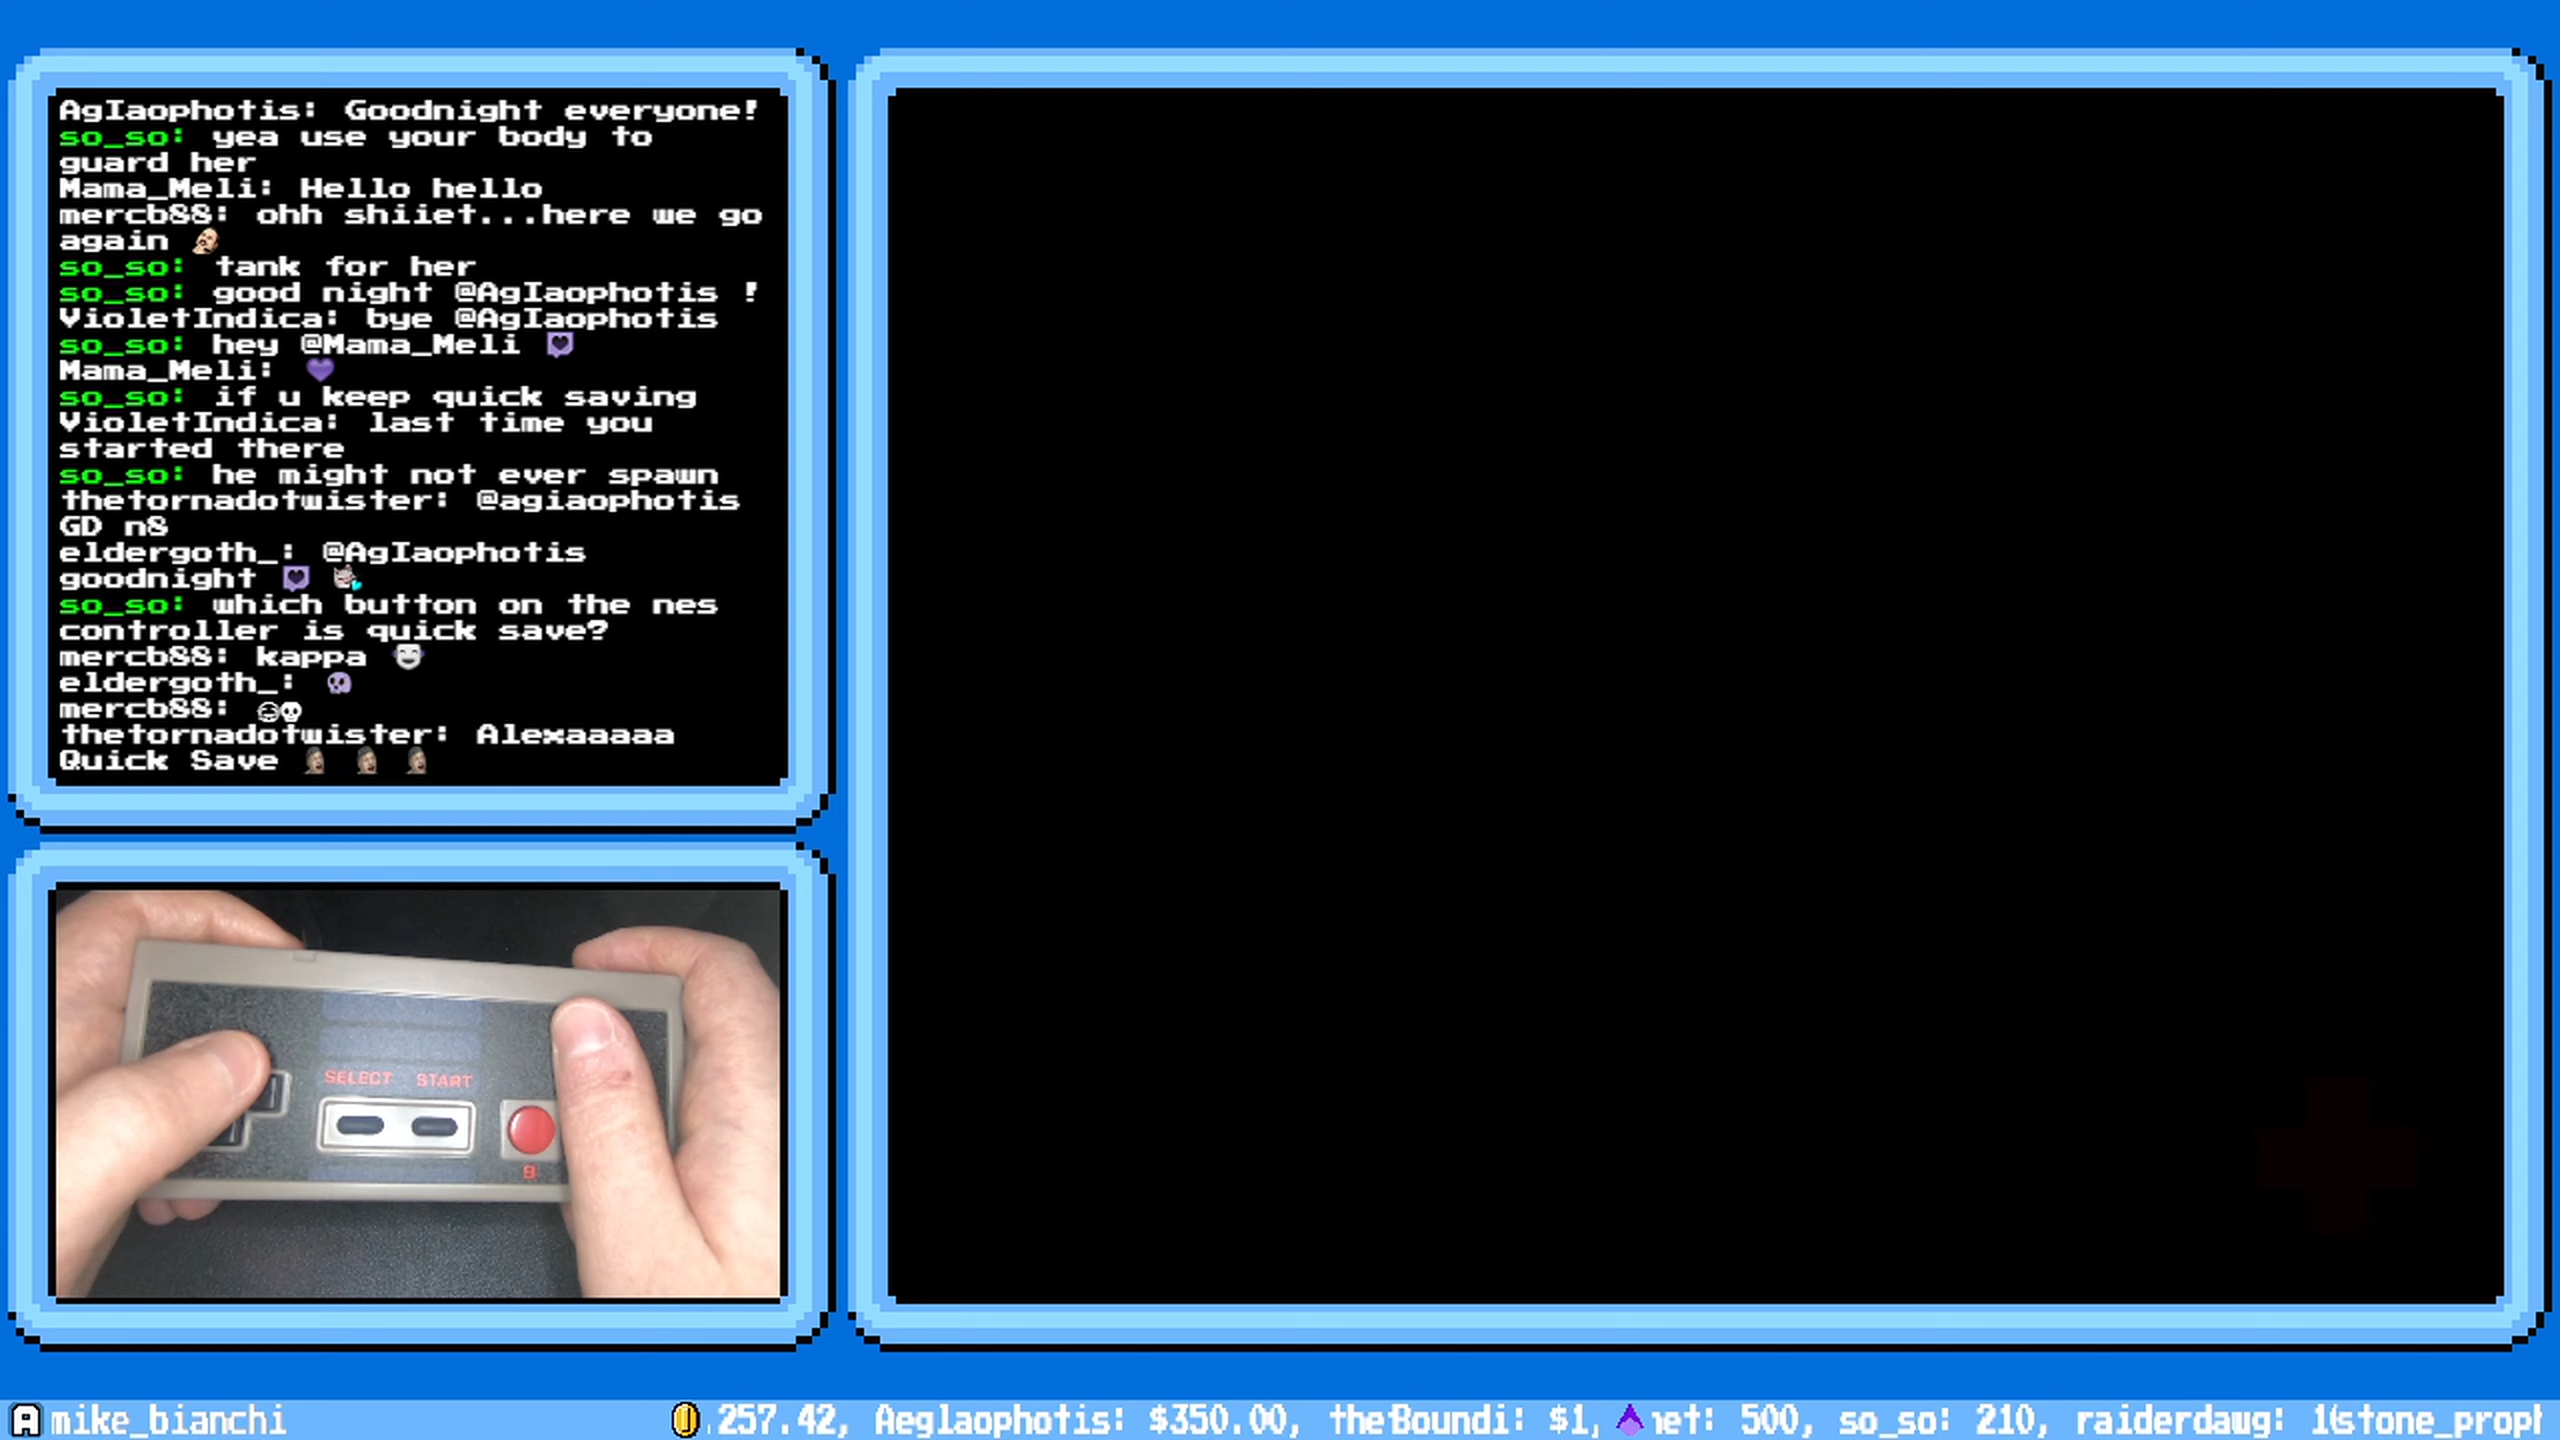 AgIaophotis: Goodnight everyone!
so_so: yea use your body to
guard her
Mama_Meli: Hello hello
mercb88: ohh shiiet...here we go
again
so_so: tank for her
so_so: good night @AgIaophotis !
VioletIndica: bye @AgIaophotis
so_so: hey @Mama_Meli
Mama_Meli:
so_so: if u keep quick saving
VioletIndica: last time you
started there
so_so: he might not ever spawn
thetornadotwister: @agiaophotis
GD n8
eldergoth_: @AgIaophotis
goodnight
so_so: which button on the nes
controller is quick save?
mercb88: kappa
eldergoth_:
mercb88:
thetornadotwister: Alexaaaaa
Quick Save
SELECT START
B
mike_bianchi
257.42, Aeglaophotis: $350.00, theBoundi: $1, et: 500, so_so: 210, raiderdawg: